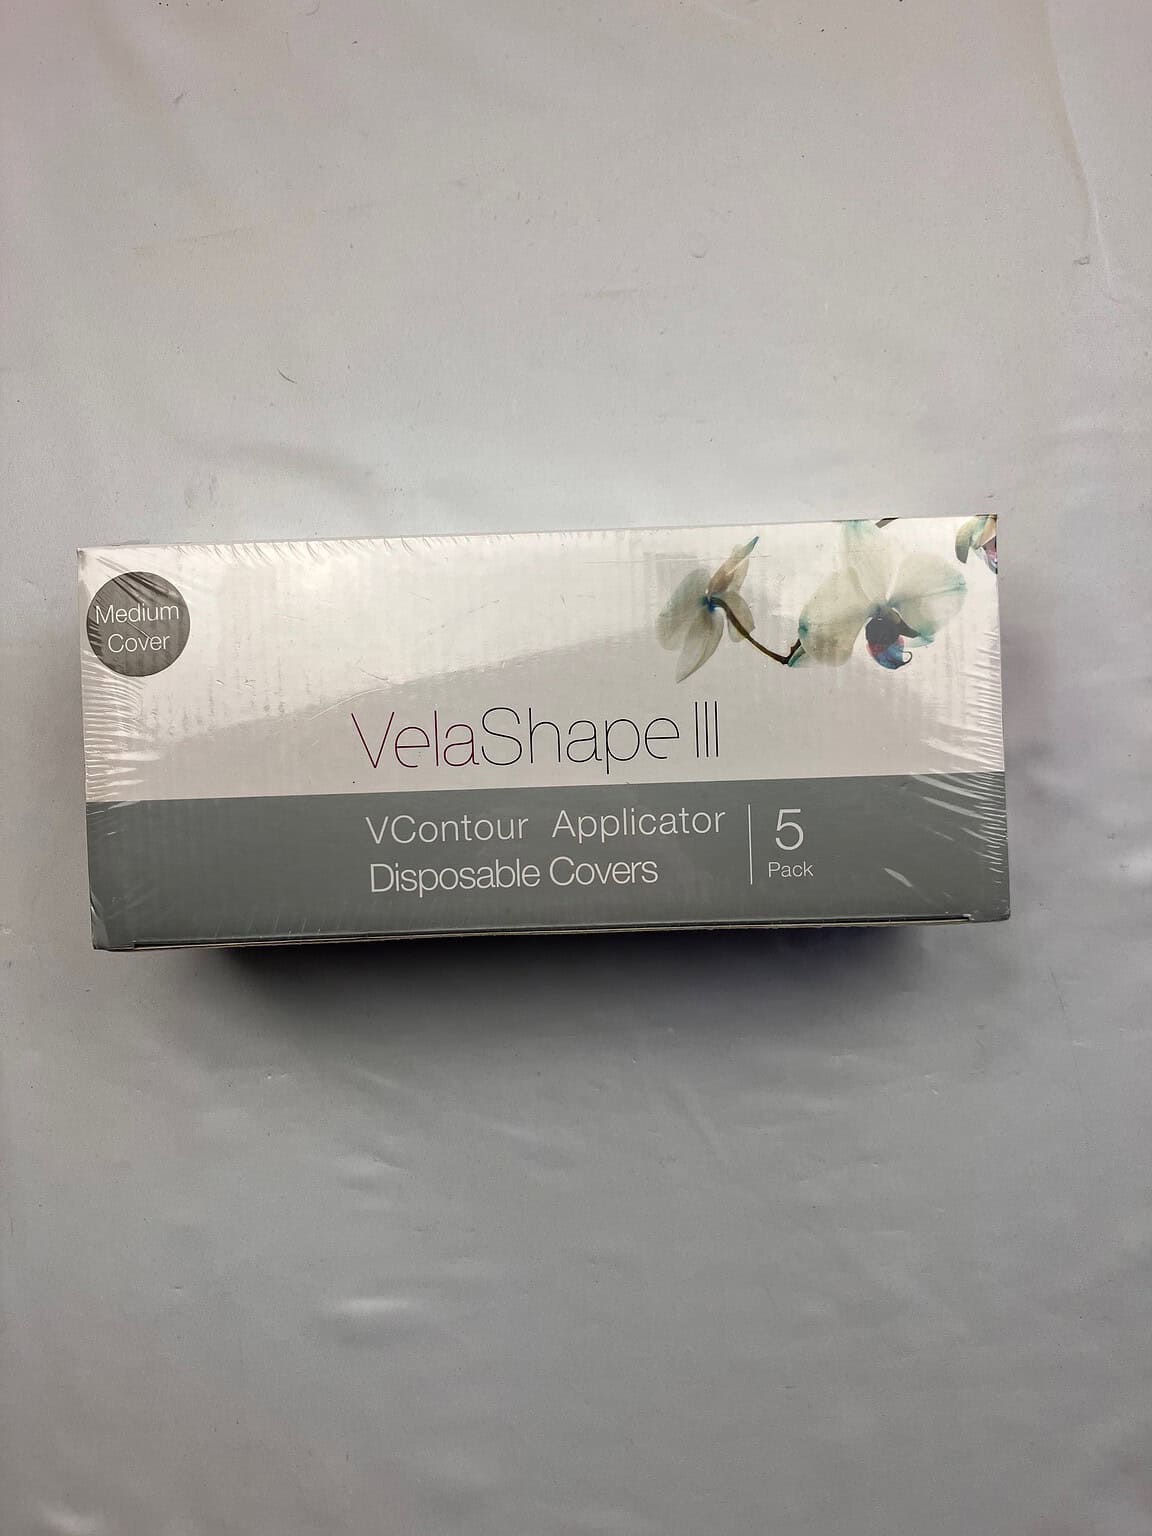 Medium
Cover
VelaShape III
VContour Applicator
Disposable Covers
5
Pack